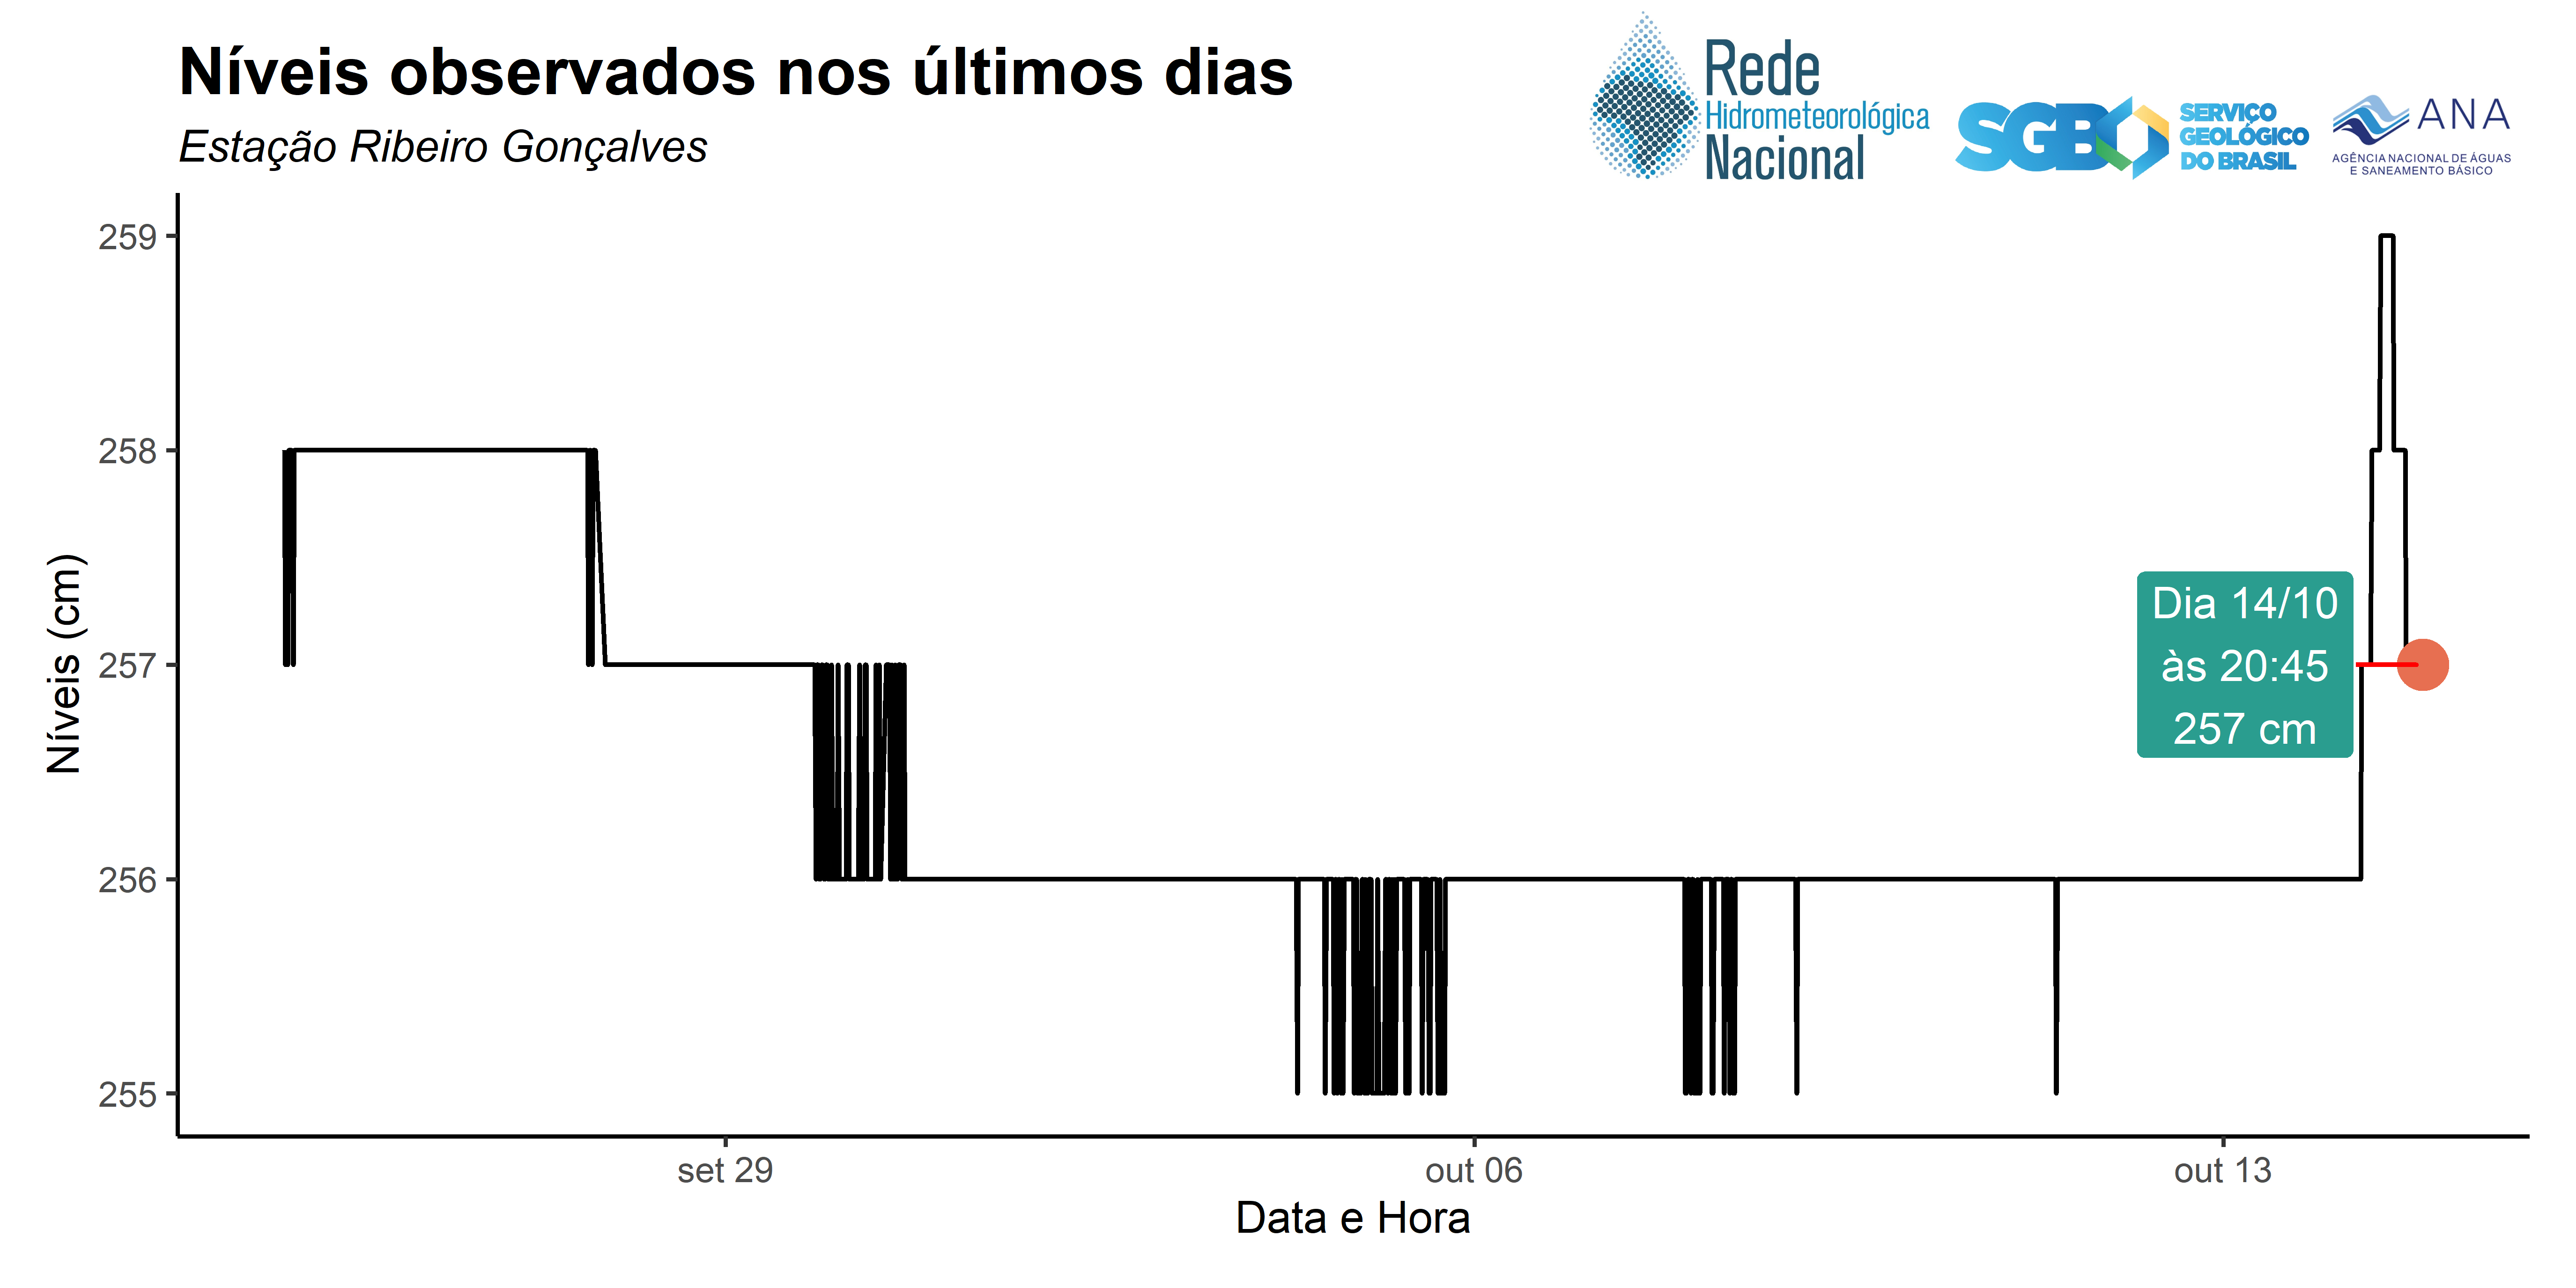 Níveis observados nos últimos dias
Estação Ribeiro Gonçalves
Rede
Hidrometeorológica
Nacional
SGB
SERVIÇO
GEOLÓGICO
DO BRASIL
ANA
AGÊNCIA NACIONAL DE ÁGUAS
E SANEAMENTO BÁSICO
Níveis (cm)
259
258
257
256
255
Dia 14/10
às 20:45
257 cm
set 29
out 06
out 13
Data e Hora